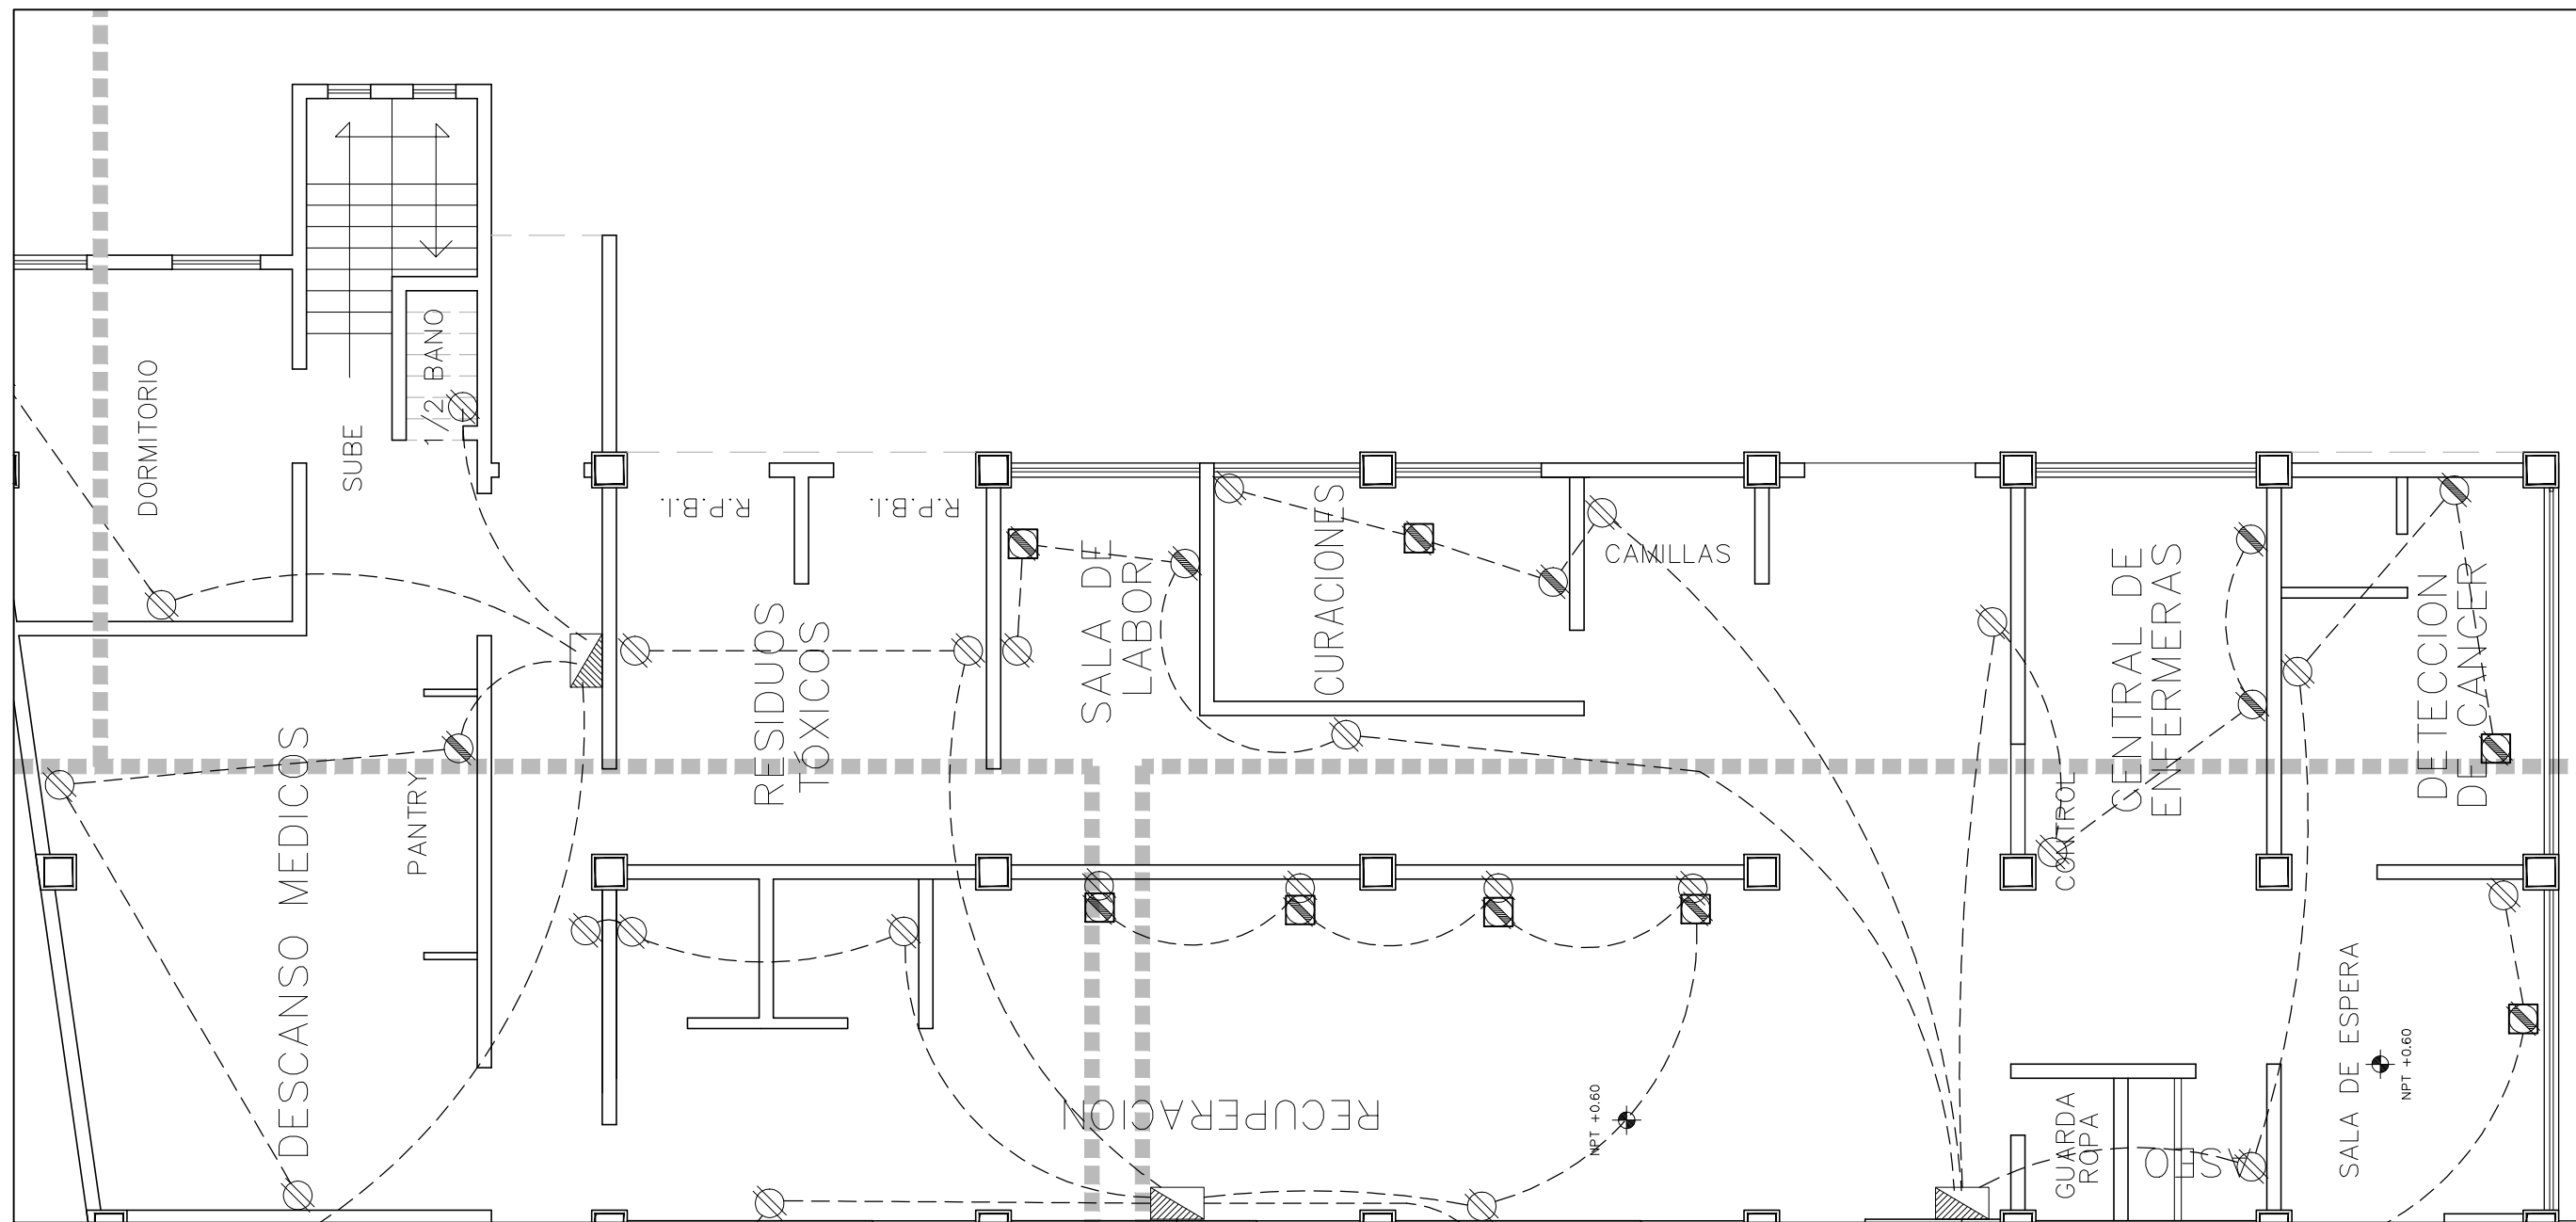 DORMITORIO
SUBE
1/2 BANO
R.P.B.I.
R.P.B.I.
RESIDUOS
TÓXICOS
SALA DE
LABOR
CURACIONES
CAMILLAS
CENTRAL DE
ENFERMERAS
DETECCION
DE CANCER
DESCANSO MEDICOS
PANTRY
CONTROL
RECUPERACION
NPT +0.60
GUARDA
ROPA
ASEO
SALA DE ESPERA
NPT +0.60